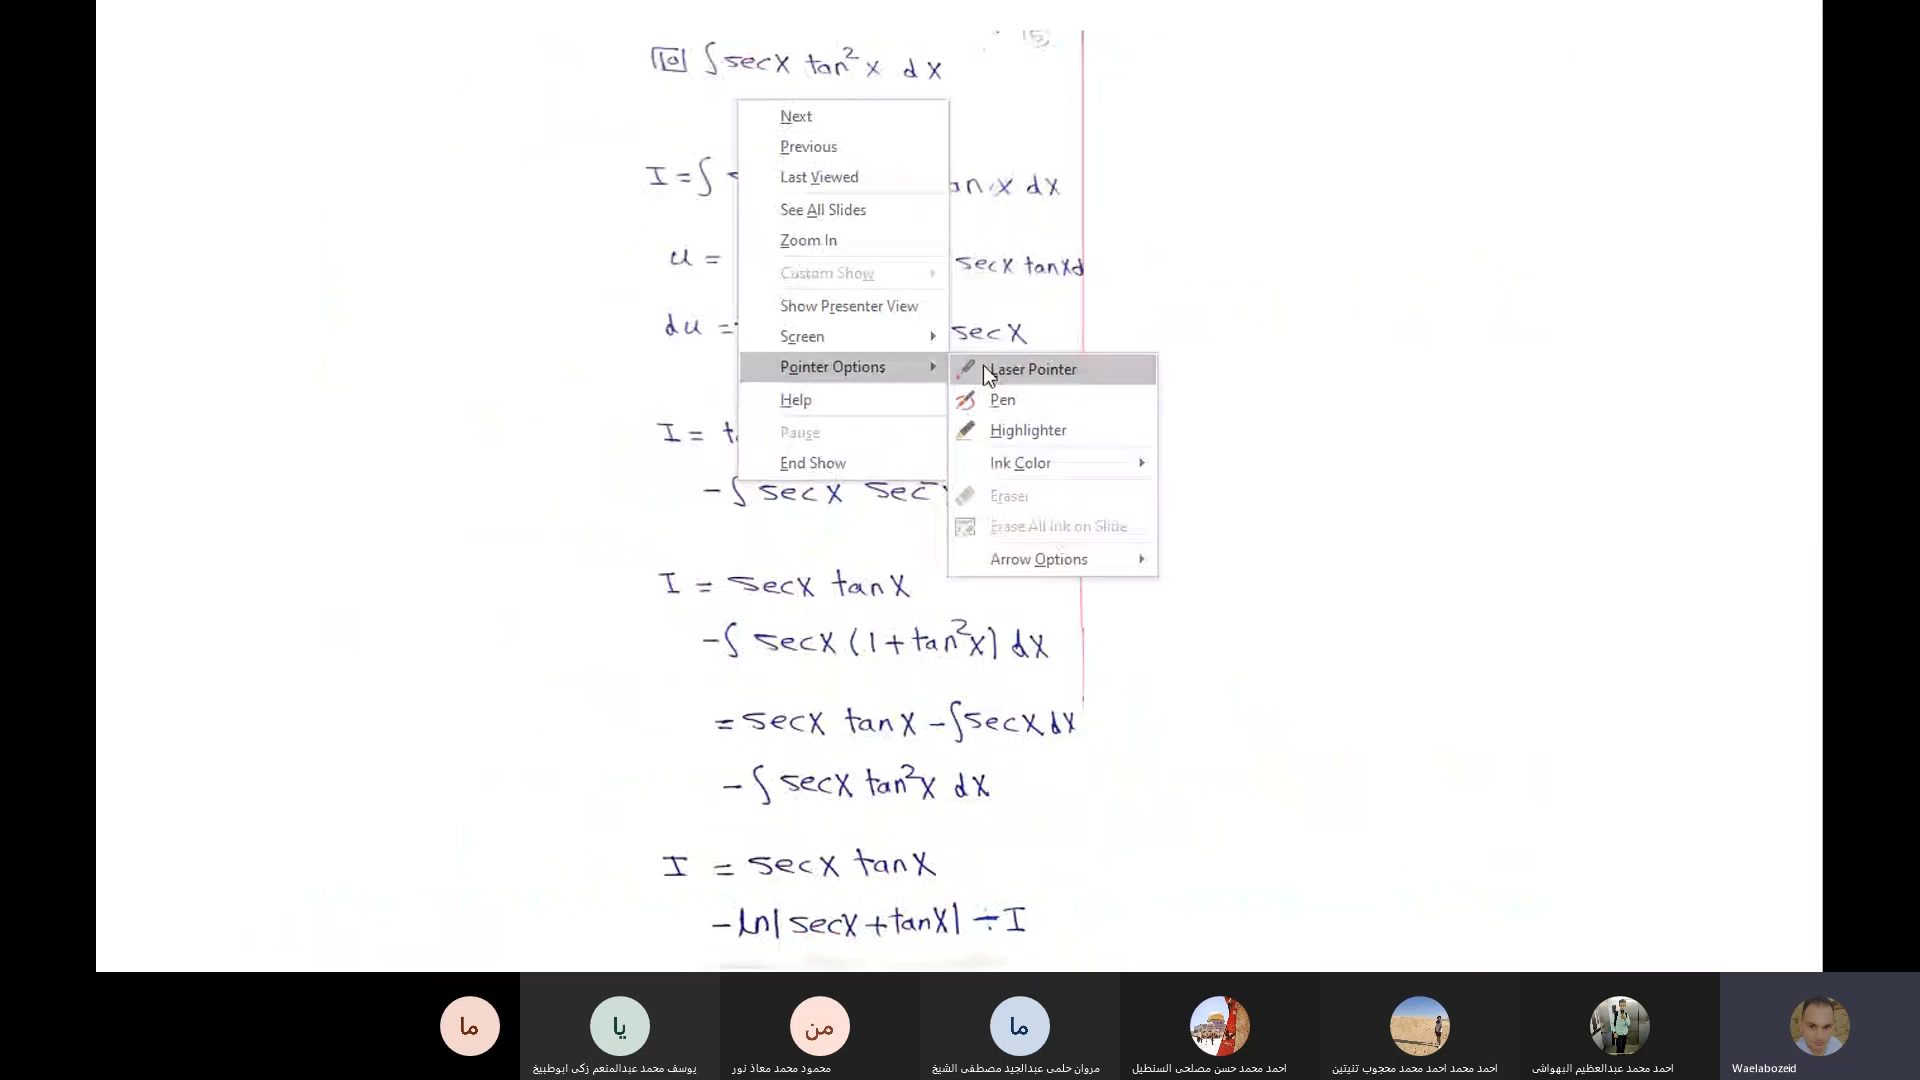 [10] ∫ secx tan²x dx
Next
Previous
I = ∫ an x dx
Last Viewed
See All Slides
Zoom In
u = secx tanxd
Custom Show
Show Presenter View
du = secx
Screen
Pointer Options
Laser Pointer
Help
Pen
I = t
Pause
Highlighter
End Show
Ink Color
- ∫ secx sec
Eraser
Erase All Ink on Slide
Arrow Options
I = secx tanx
-∫ secx (1+tan²x) dx
= secx tanx -∫secx dx
- ∫ secx tan²x dx
I = secx tanx
- ln|secx+tanx| - I
ما
يا
من
ما
يوسف محمد عبدالمنعم زكى ابوطبيخ
محمود محمد معاذ نور
مروان حلمى عبدالجيد مصطفى الشيخ
احمد محمد حسن مصلحى السنطيل
احمد محمد احمد محمد محجوب تنيتين
احمد محمد عبدالعظيم البهواشى
Waelabozeid